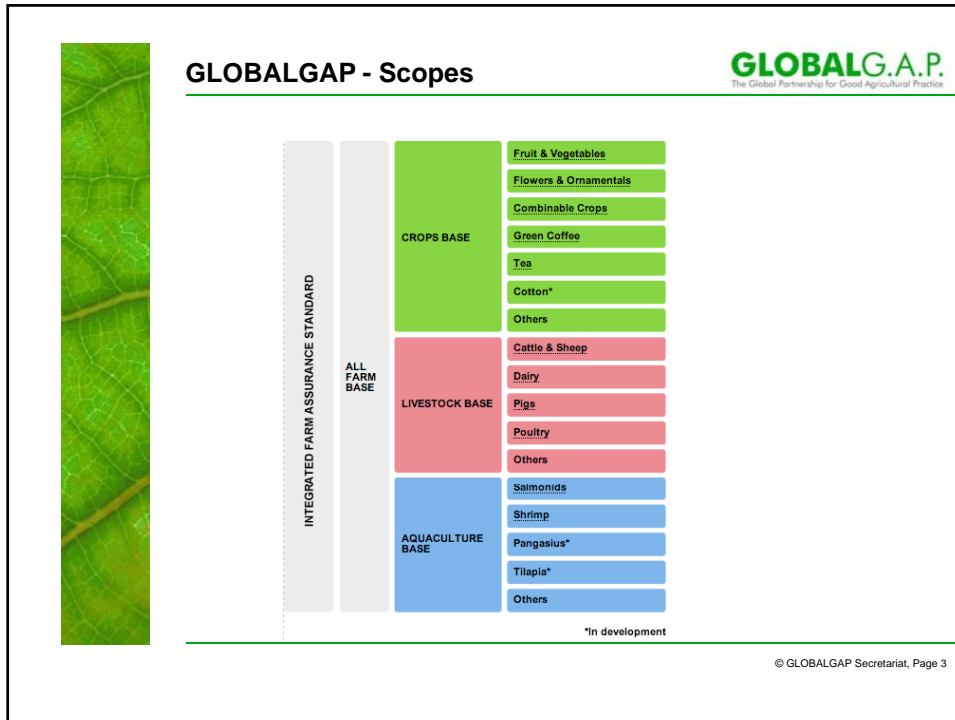 GLOBALGAP - Scopes
GLOBALG.A.P.
The Global Partnership for Good Agricultural Practice
INTEGRATED FARM ASSURANCE STANDARD
ALL
FARM
BASE
CROPS BASE
Fruit & Vegetables
Flowers & Ornamentals
Combinable Crops
Green Coffee
Tea
Cotton*
Others
LIVESTOCK BASE
Cattle & Sheep
Dairy
Pigs
Poultry
Others
AQUACULTURE
BASE
Salmonids
Shrimp
Pangasius*
Tilapia*
Others
*In development
© GLOBALGAP Secretariat, Page 3